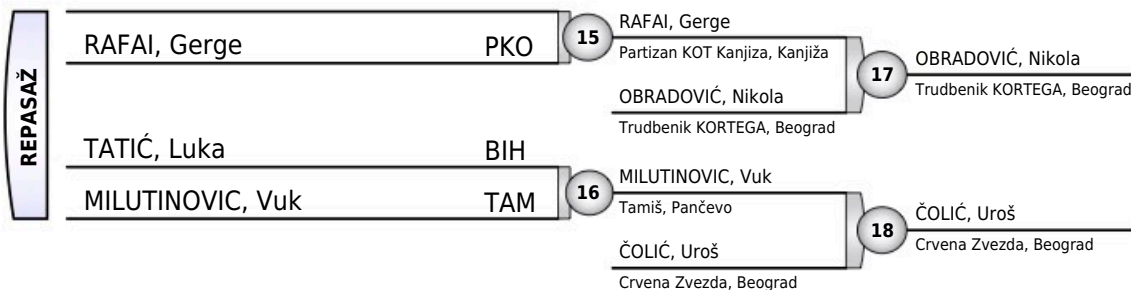 REPASAŽ
RAFAI, Gerge PKO
TATIĆ, Luka BIH
MILUTINOVIC, Vuk TAM
15
RAFAI, Gerge
Partizan KOT Kanjiza, Kanjiža
OBRADOVIĆ, Nikola
Trudbenik KORTEGA, Beograd
16
MILUTINOVIC, Vuk
Tamiš, Pančevo
ČOLIĆ, Uroš
Crvena Zvezda, Beograd
17
OBRADOVIĆ, Nikola
Trudbenik KORTEGA, Beograd
18
ČOLIĆ, Uroš
Crvena Zvezda, Beograd